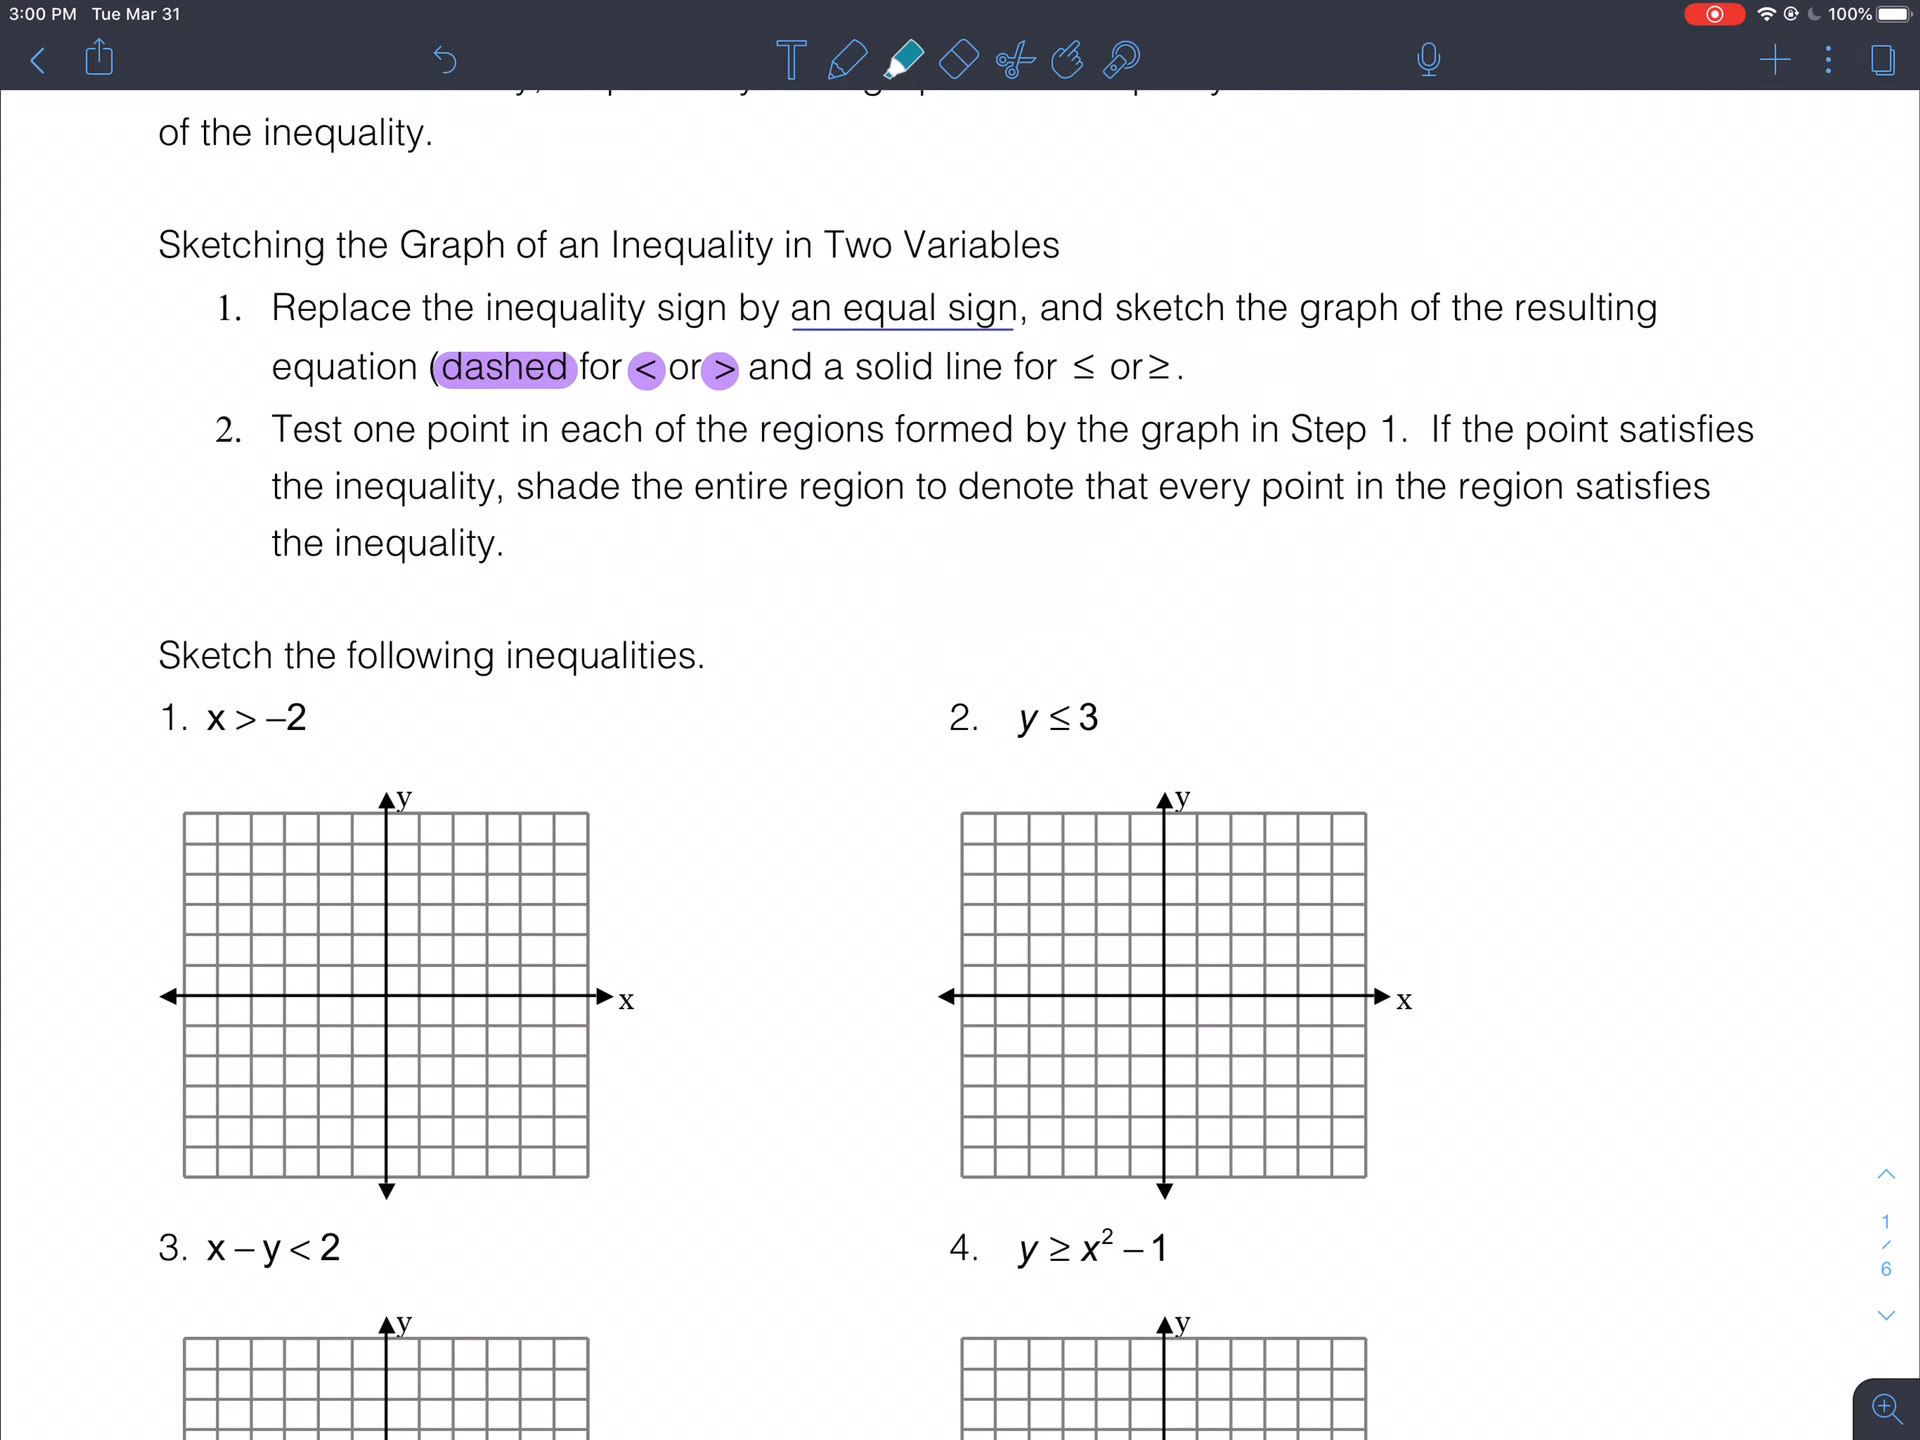 3:00 PM Tue Mar 31
100%
of the inequality.
Sketching the Graph of an Inequality in Two Variables
1. Replace the inequality sign by an equal sign, and sketch the graph of the resulting
equation (dashed for < or > and a solid line for ≤ or ≥.
2. Test one point in each of the regions formed by the graph in Step 1. If the point satisfies
the inequality, shade the entire region to denote that every point in the region satisfies
the inequality.
Sketch the following inequalities.
1. x > –2
2. y ≤ 3
y
x
y
x
3. x – y < 2
4. y ≥ x² – 1
y
y
1
/
6